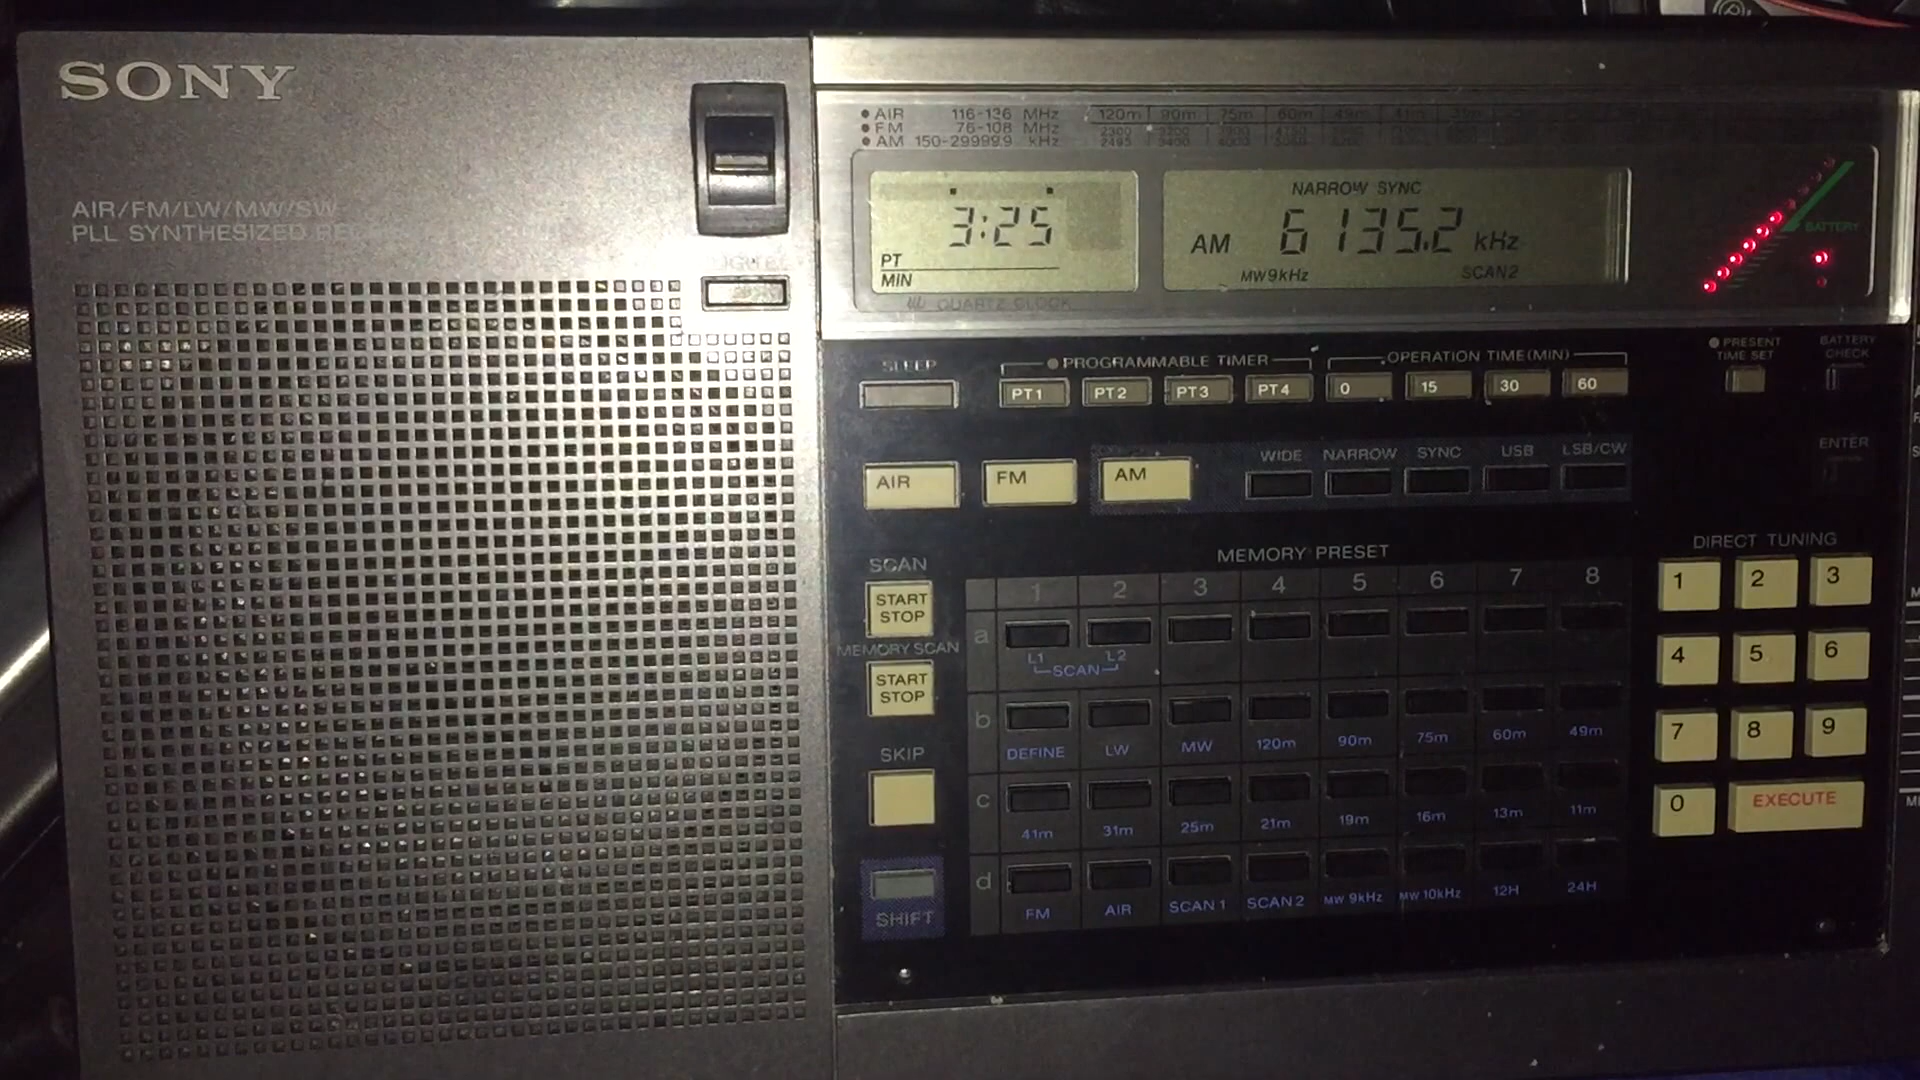 SONY
AIR/FM/LW/MW/SW
PLL SYNTHESIZED
AIR 116-136 MHz
FM 76-108 MHz
AM 150-29999.9 kHz
120m 90m 75m 60m
3:25
PT
MIN
QUARTZ CLOCK
NARROW SYNC
AM 6135.2 kHz
MW9kHz SCAN2
BATTERY
SLEEP
PROGRAMMABLE TIMER
OPERATION TIME (MIN)
PT1 PT2 PT3 PT4 0 15 30 60
PRESENT TIME SET
BATTERY CHECK
ENTER
AIR FM AM
WIDE NARROW SYNC USB LSB/CW
SCAN
START STOP
MEMORY SCAN
START STOP
SKIP
SHIFT
MEMORY PRESET
1 2 3 4 5 6 7 8
a
L1 SCAN L2
b
DEFINE LW MW 120m 90m 75m 60m 49m
c
41m 31m 25m 21m 19m 16m 13m 11m
d
FM AIR SCAN 1 SCAN 2 MW 9kHz MW 10kHz 12H 24H
DIRECT TUNING
1 2 3
4 5 6
7 8 9
0 EXECUTE